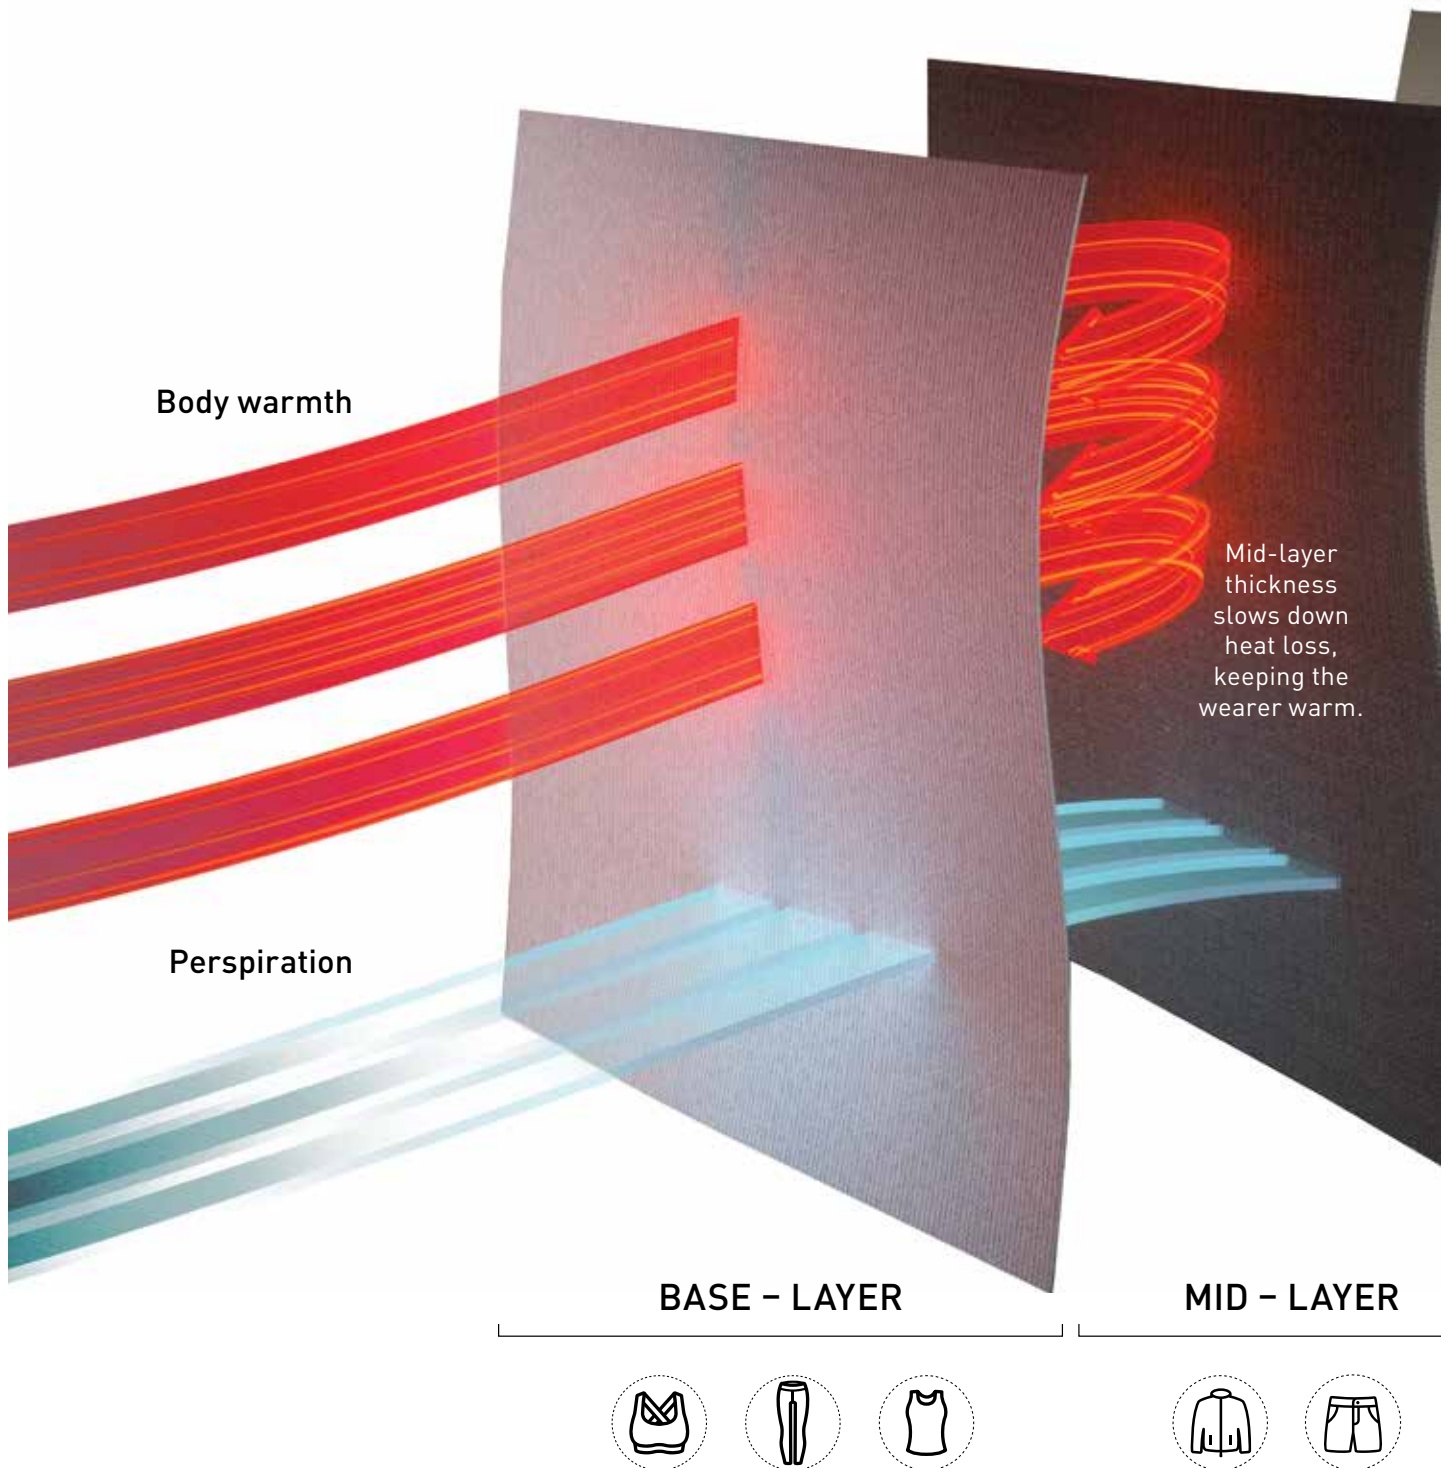 Body warmth
Mid-layer
thickness
slows down
heat loss,
keeping the
wearer warm.
Perspiration
BASE – LAYER
MID – LAYER